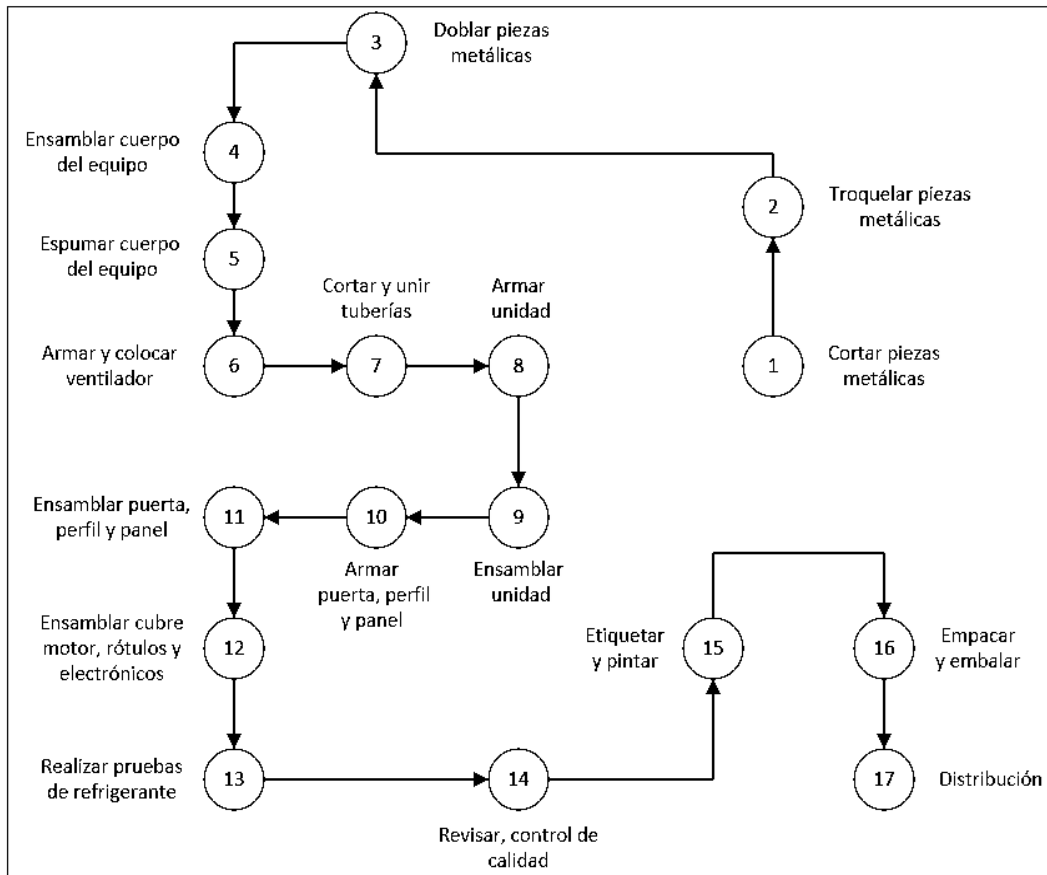 3
Doblar piezas
metálicas
Ensamblar cuerpo
del equipo
4
2
Troquelar piezas
metálicas
Espumar cuerpo
del equipo
5
Cortar y unir
tuberías
Armar
unidad
Armar y colocar
ventilador
6
7
8
1
Cortar piezas
metálicas
Ensamblar puerta,
perfil y panel
11
10
9
Armar
puerta, perfil
y panel
Ensamblar
unidad
Ensamblar cubre
motor, rótulos y
electrónicos
12
Etiquetar
y pintar
15
16
Empacar
y embalar
Realizar pruebas
de refrigerante
13
14
17
Distribución
Revisar, control de
calidad